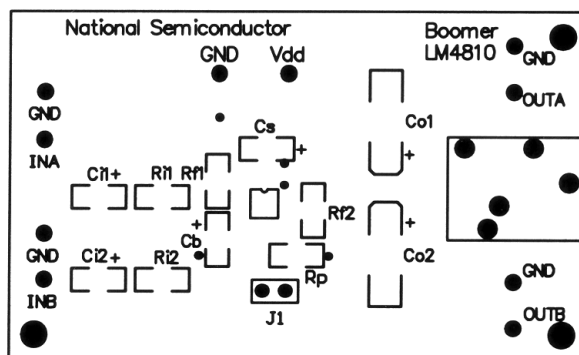 National Semiconductor
Boomer
LM4810
GND
Vdd
GND
OUTA
GND
INA
Cs
+
Co1
+
Ci1+
Ri1
Rf1
Rf2
+
Cb
+
Co2
GND
Ci2+
Ri2
Rp
GND
INB
J1
OUTB